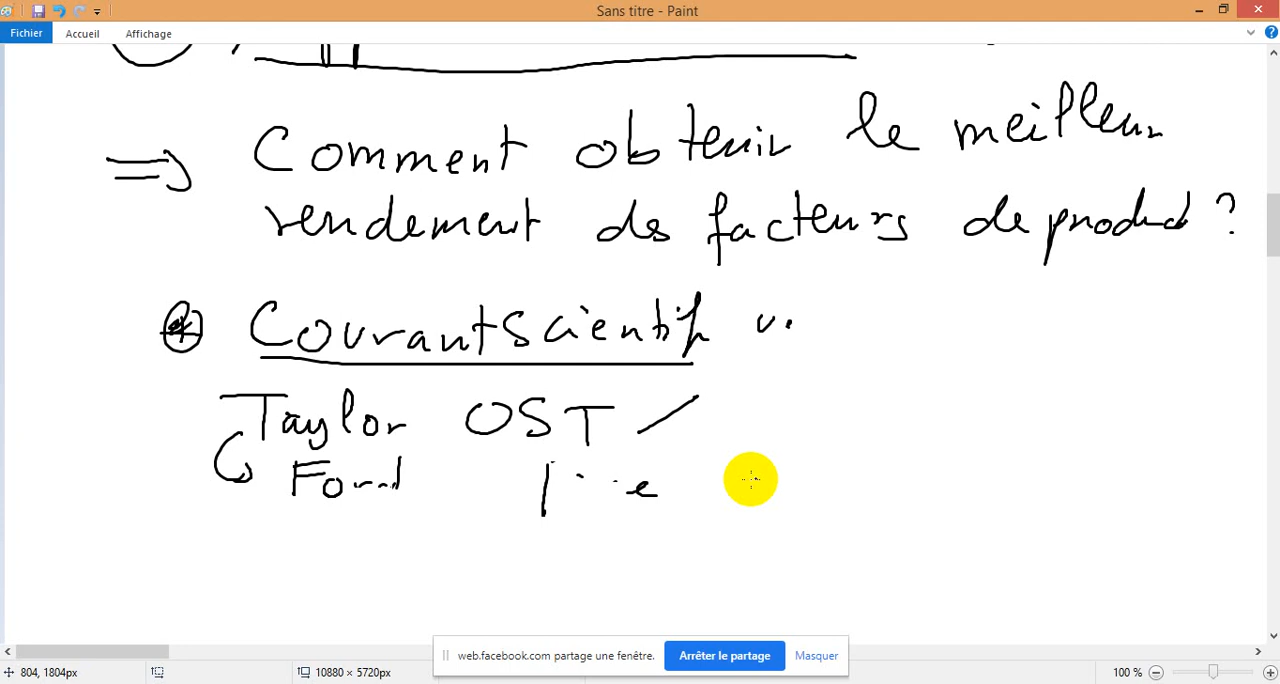 Sans titre - Paint
Fichier Accueil Affichage
=> Comment obtenir le meilleur
rendement des facteurs de product ?
* Courant Scientif
Taylor OST /
Ford
web.facebook.com partage une fenêtre. Arrêter le partage Masquer
804, 1804px 10880 × 5720px 100 %